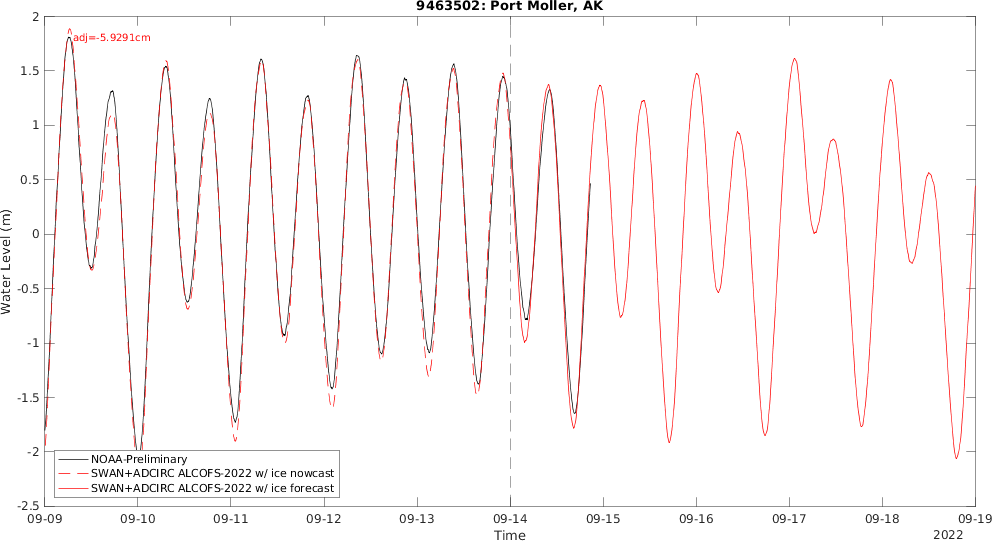 9463502: Port Moller, AK
adj=-5.9291cm
Water Level (m)
2
1.5
1
0.5
0
-0.5
-1
-1.5
-2
-2.5
NOAA-Preliminary
SWAN+ADCIRC ALCOFS-2022 w/ ice nowcast
SWAN+ADCIRC ALCOFS-2022 w/ ice forecast
09-09 09-10 09-11 09-12 09-13 09-14 09-15 09-16 09-17 09-18 09-19
Time
2022